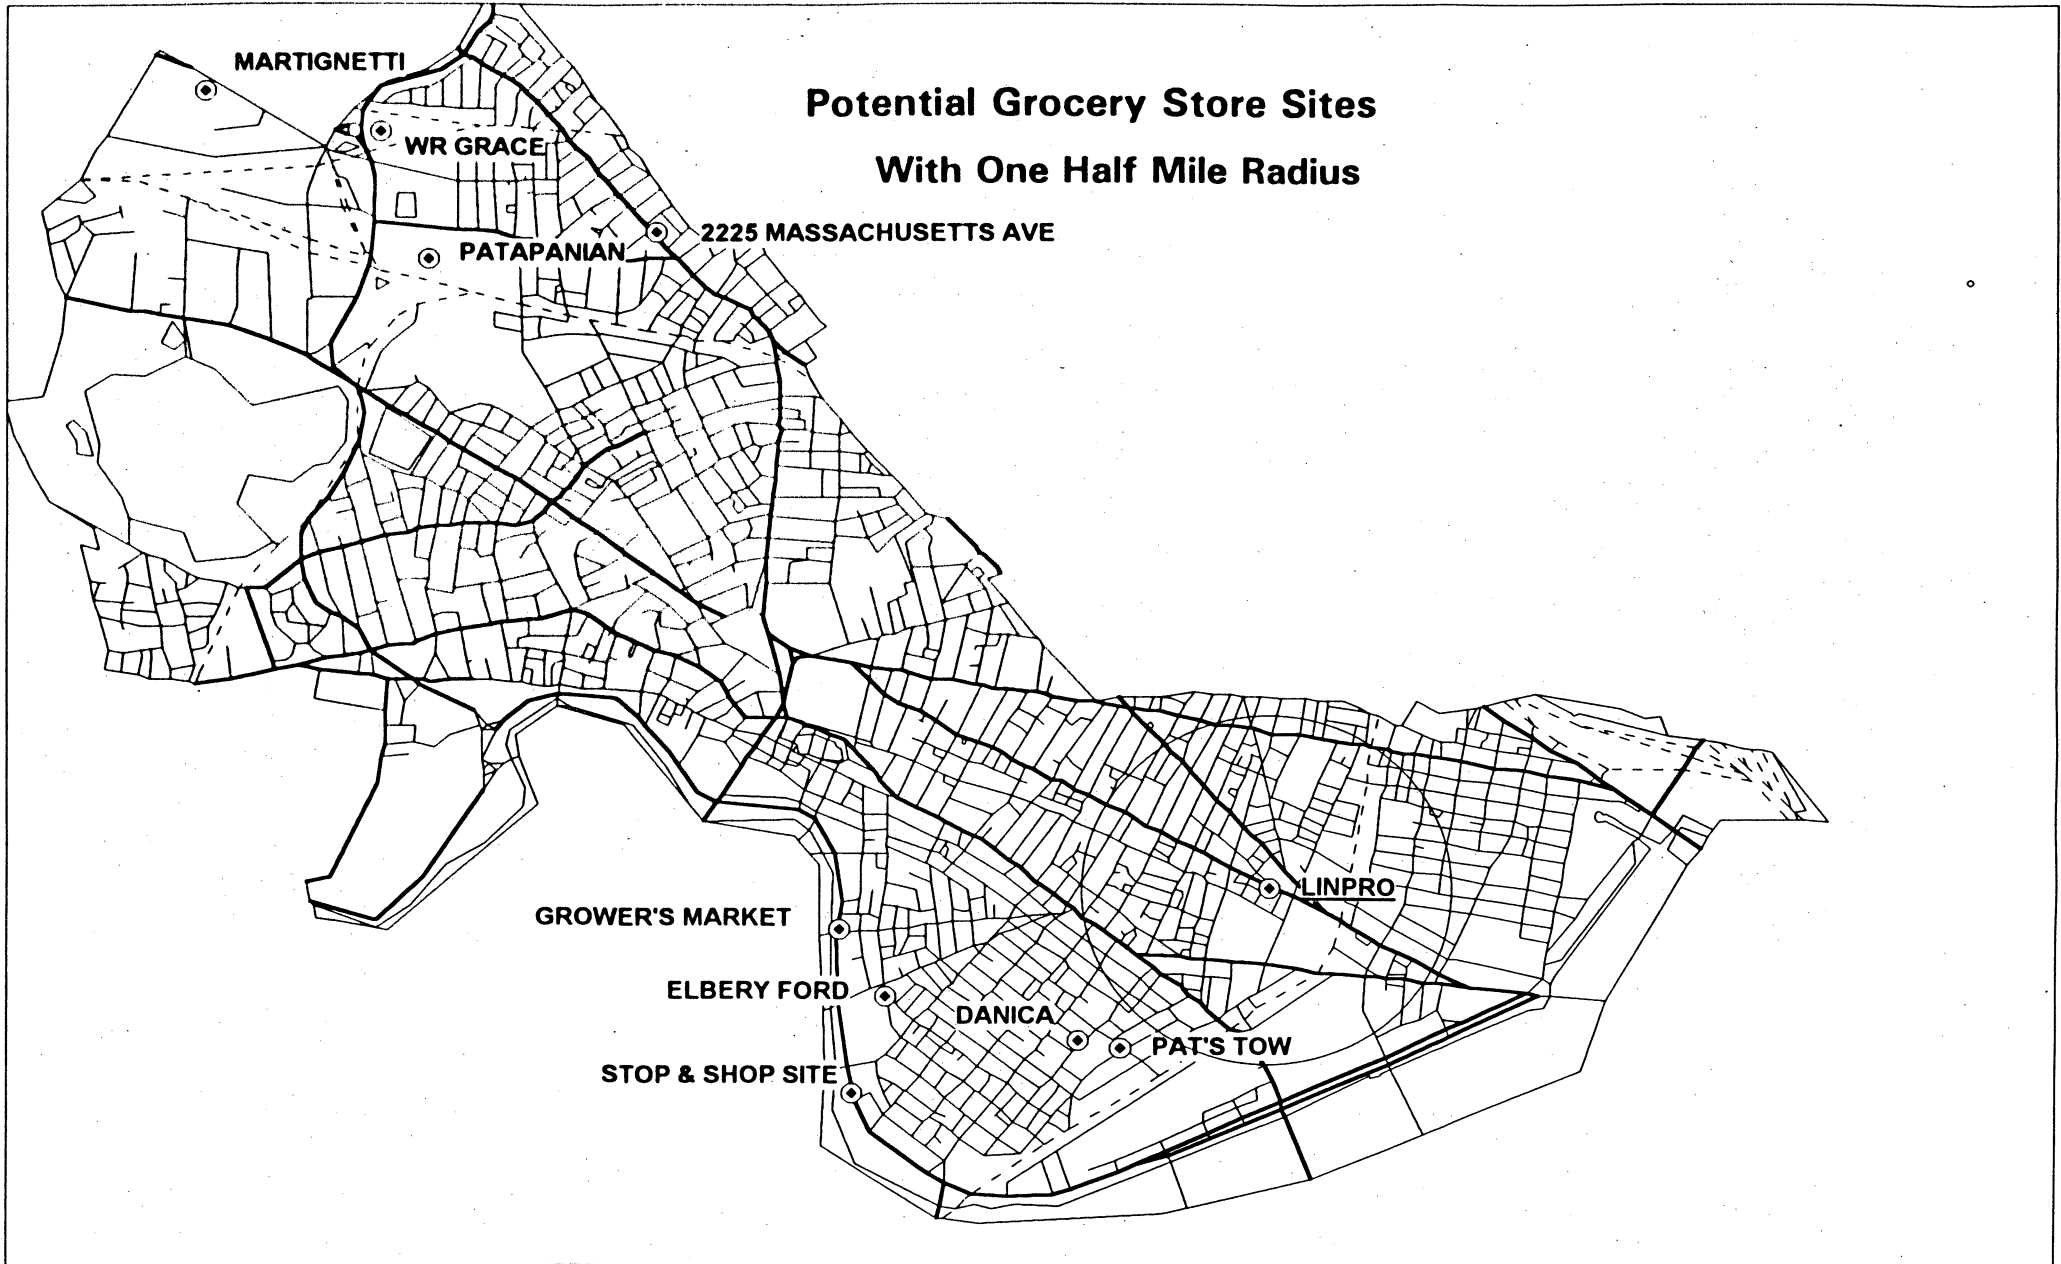 Potential Grocery Store Sites
With One Half Mile Radius
MARTIGNETTI
WR GRACE
2225 MASSACHUSETTS AVE
PATAPANIAN
LINPRO
GROWER'S MARKET
ELBERY FORD
DANICA
PAT'S TOW
STOP & SHOP SITE